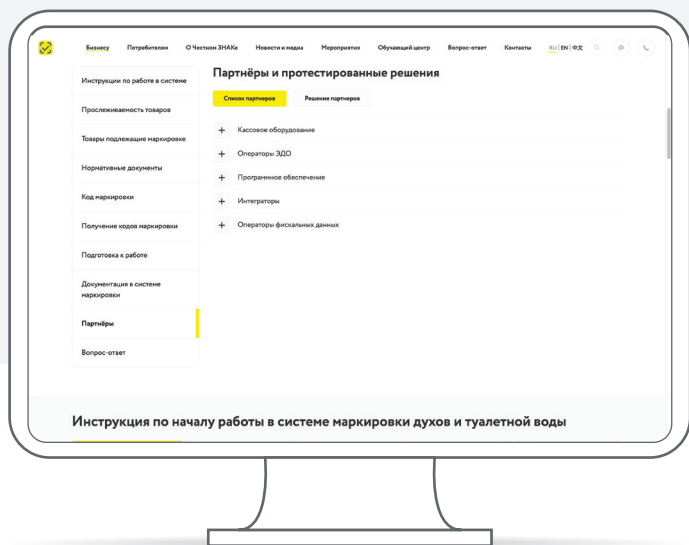 Бизнесу Потребителям О Честном ЗНАКе Новости и медиа Мероприятия Обучающий центр Вопрос-ответ Контакты RU | EN | 中文
Партнёры и протестированные решения
Список партнеров Решения партнеров
Кассовое оборудование
Операторы ЭДО
Программное обеспечение
Интеграторы
Операторы фискальных данных
Инструкции по работе в системе
Прослеживаемость товаров
Товары подлежащие маркировке
Нормативные документы
Код маркировки
Получение кодов маркировки
Подготовка к работе
Документация в системе
маркировки
Партнёры
Вопрос-ответ
Инструкция по началу работы в системе маркировки духов и туалетной воды